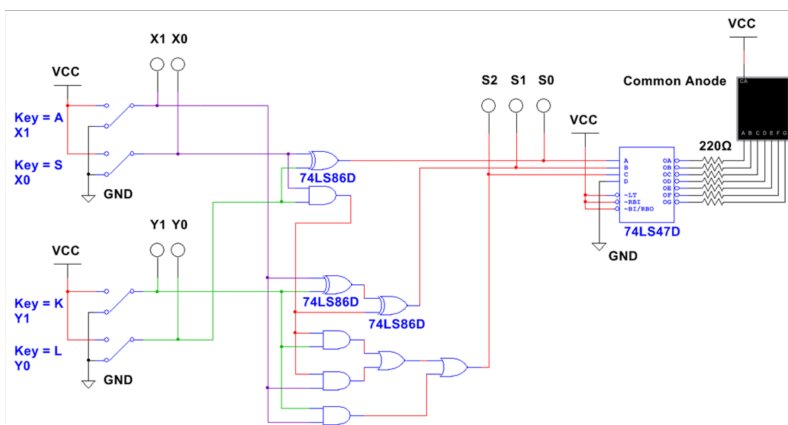 VCC
X1 X0
VCC
Key = A
X1
Key = S
X0
GND
74LS86D
S2 S1 S0
Common Anode
CA
A B C D E F G
VCC
220Ω
A
B
C
D
~LT
~RBI
~BI/RBO
OA
OB
OC
OD
OE
OF
OG
74LS47D
GND
Y1 Y0
VCC
Key = K
Y1
Key = L
Y0
GND
74LS86D
74LS86D